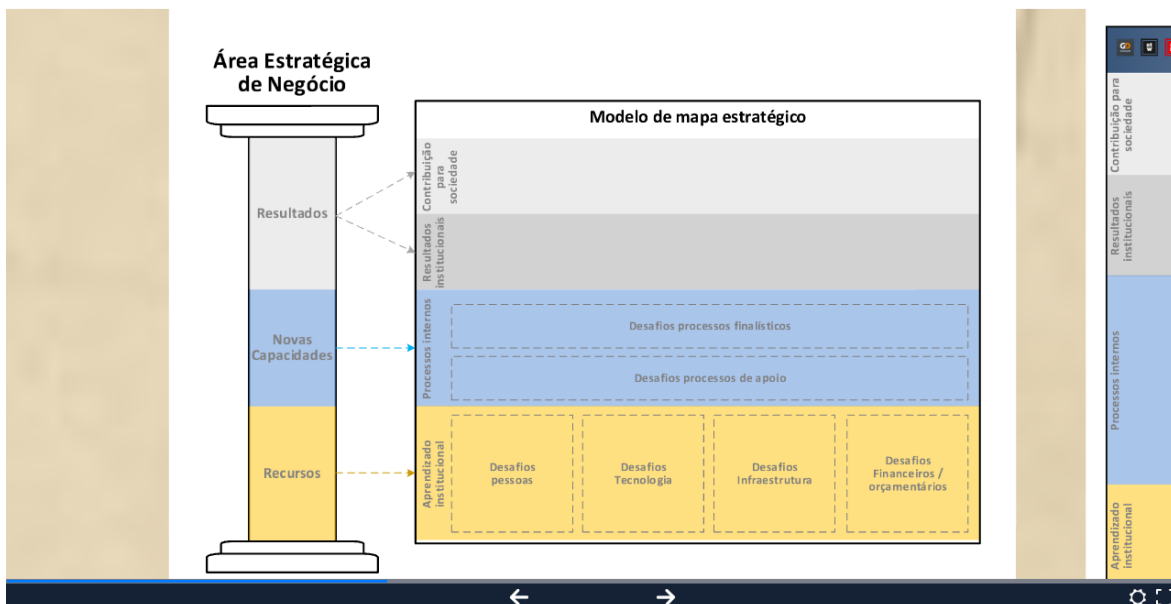 Área Estratégica
de Negócio
Resultados
Novas
Capacidades
Recursos
Modelo de mapa estratégico
Contribuição
para
sociedade
Resultados
institucionais
Processos internos
Desafios processos finalísticos
Desafios processos de apoio
Aprendizado
institucional
Desafios
pessoas
Desafios
Tecnologia
Desafios
Infraestrutura
Desafios
Financeiros /
orçamentários
Contribuição para
sociedade
Resultados
institucionais
Processos internos
Aprendizado
institucional